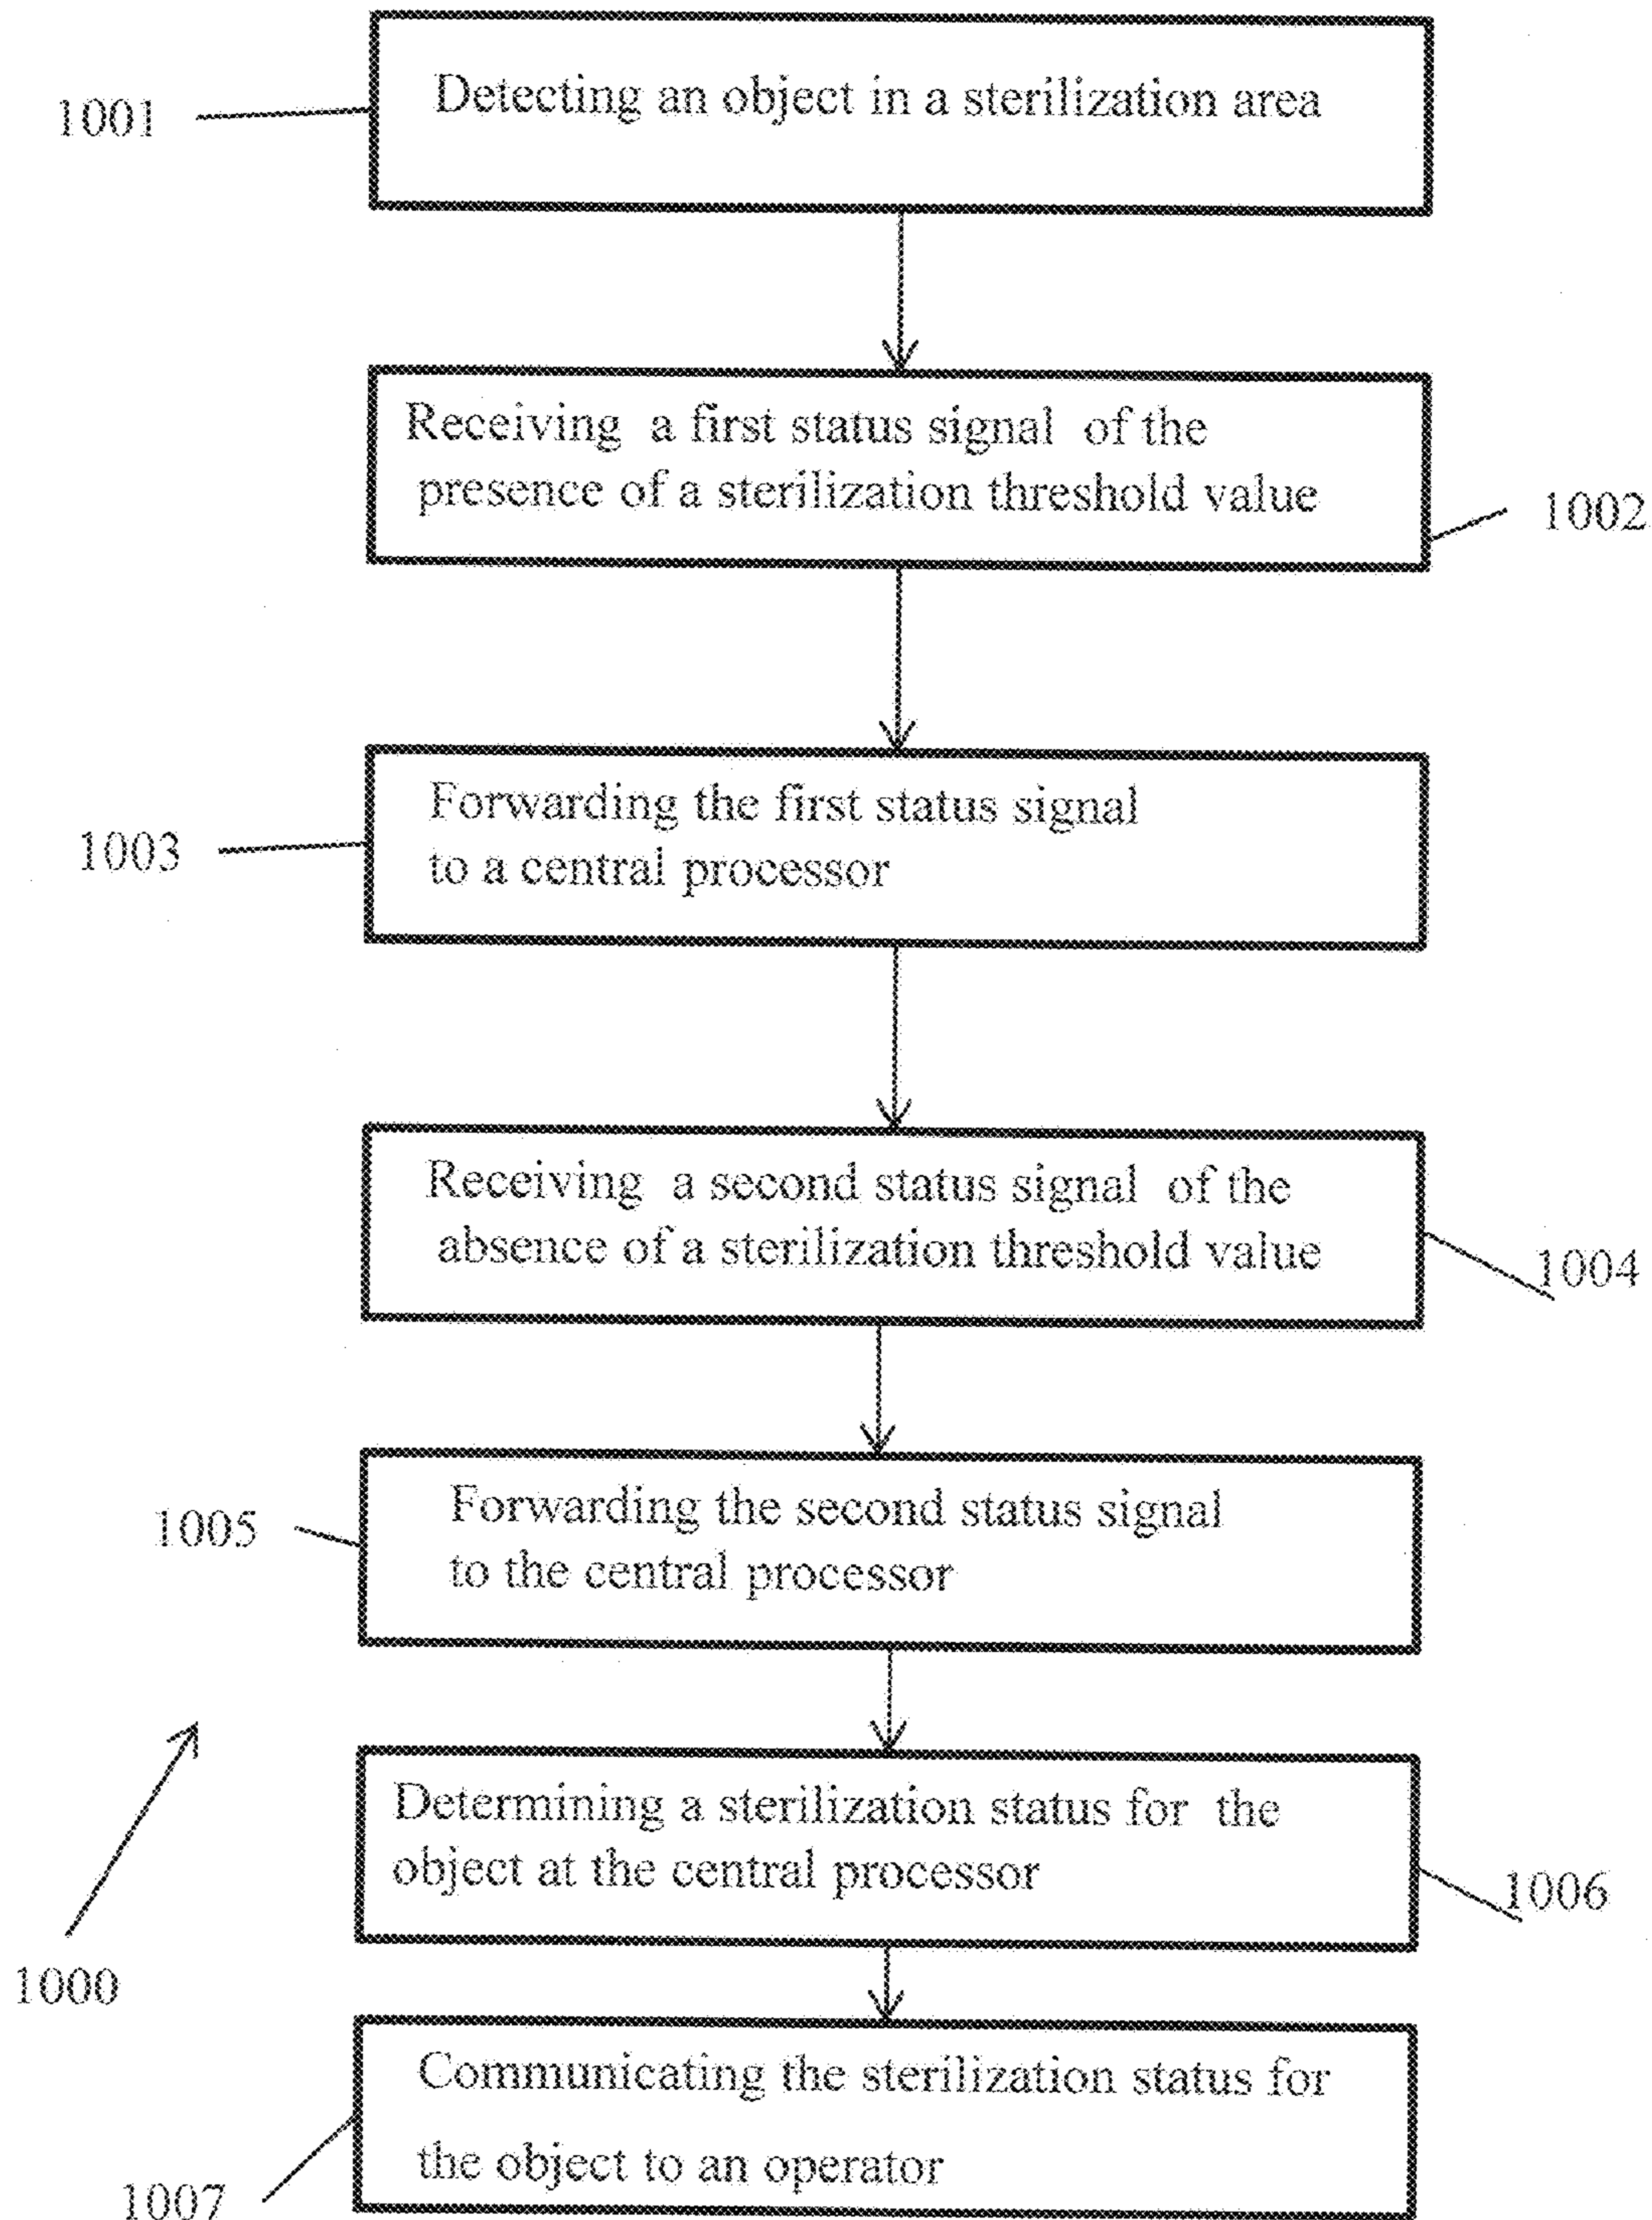 1001
Detecting an object in a sterilization area
Receiving a first status signal of the
presence of a sterilization threshold value
1002
1003
Forwarding the first status signal
to a central processor
Receiving a second status signal of the
absence of a sterilization threshold value
1004
1005
Forwarding the second status signal
to the central processor
Determining a sterilization status for the
object at the central processor
1006
1000
Communicating the sterilization status for
the object to an operator
1007